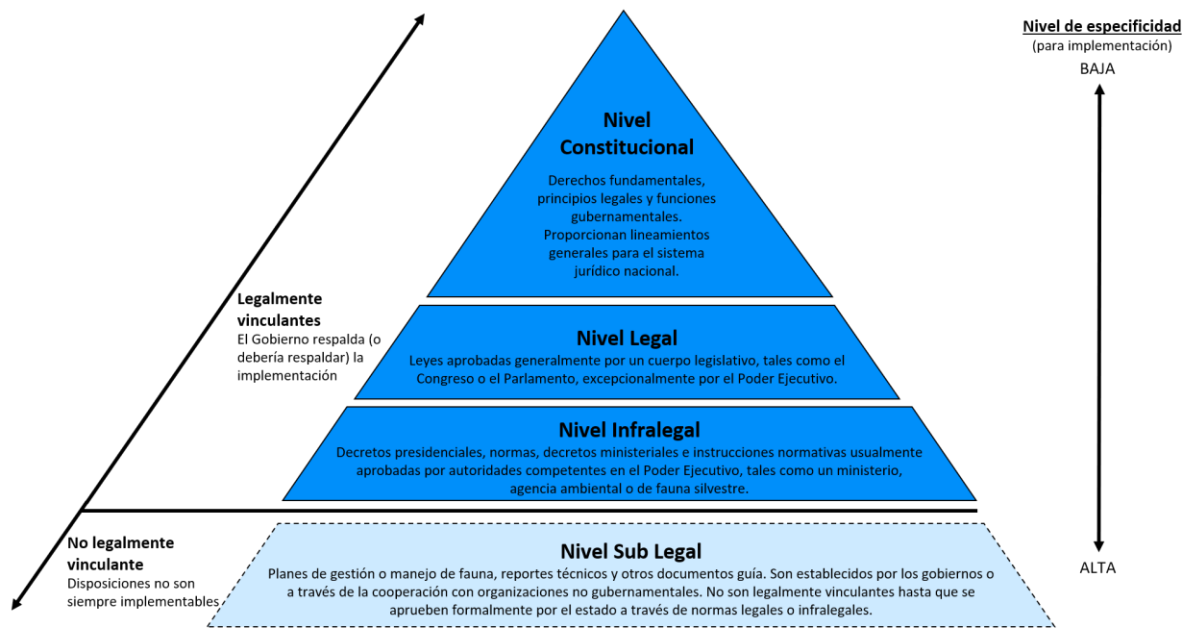 Nivel de especificidad
(para implementación)
BAJA
Nivel
Constitucional
Derechos fundamentales,
principios legales y funciones
gubernamentales.
Proporcionan lineamientos
generales para el sistema
jurídico nacional.
Legalmente
vinculantes
El Gobierno respalda (o
debería respaldar) la
implementación
Nivel Legal
Leyes aprobadas generalmente por un cuerpo legislativo, tales como el
Congreso o el Parlamento, excepcionalmente por el Poder Ejecutivo.
Nivel Infralegal
Decretos presidenciales, normas, decretos ministeriales e instrucciones normativas usualmente
aprobadas por autoridades competentes en el Poder Ejecutivo, tales como un ministerio,
agencia ambiental o de fauna silvestre.
No legalmente
vinculante
Disposiciones no son
siempre implementables
Nivel Sub Legal
Planes de gestión o manejo de fauna, reportes técnicos y otros documentos guía. Son establecidos por los gobiernos o
a través de la cooperación con organizaciones no gubernamentales. No son legalmente vinculantes hasta que se
aprueben formalmente por el estado a través de normas legales o infralegales.
ALTA